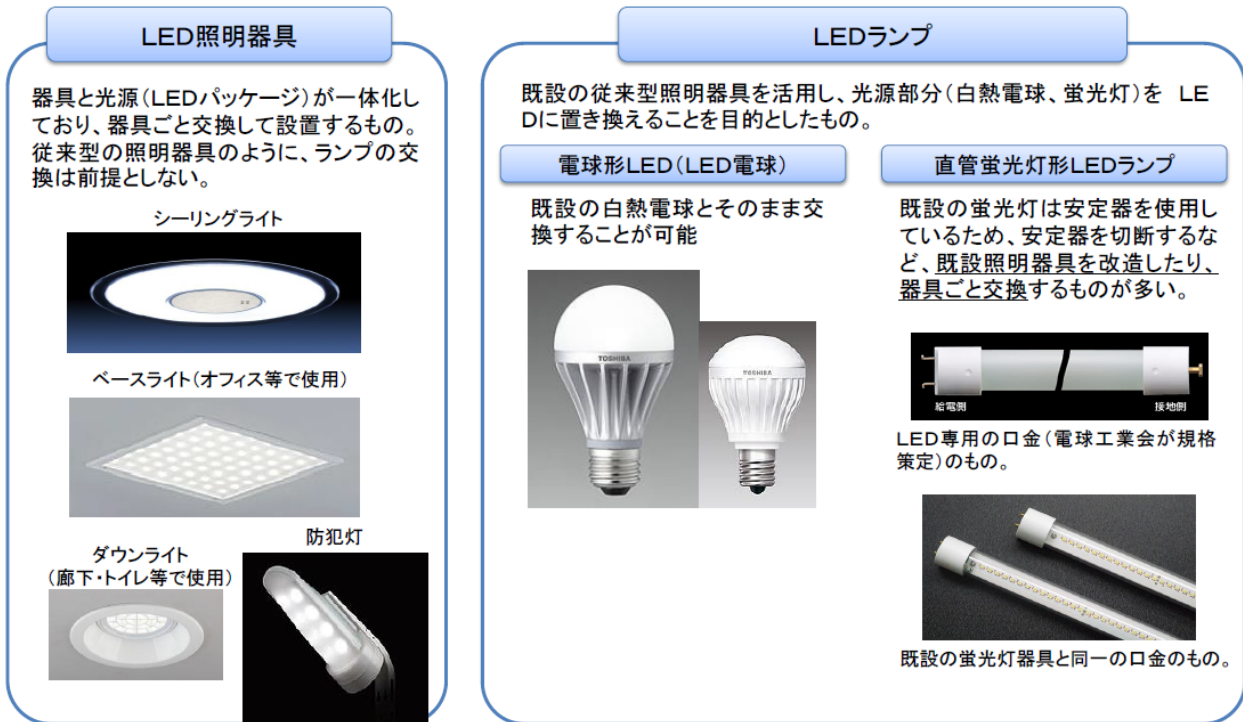 LED照明器具
器具と光源(LEDパッケージ)が一体化し
ており、器具ごと交換して設置するもの。
従来型の照明器具のように、ランプの交
換は前提としない。
シーリングライト
ベースライト(オフィス等で使用)
ダウンライト
(廊下・トイレ等で使用)
防犯灯
LEDランプ
既設の従来型照明器具を活用し、光源部分(白熱電球、蛍光灯)を LE
Dに置き換えることを目的としたもの。
電球形LED(LED電球)
既設の白熱電球とそのまま交
換することが可能
TOSHIBA
TOSHIBA
直管蛍光灯形LEDランプ
既設の蛍光灯は安定器を使用し
ているため、安定器を切断するな
ど、既設照明器具を改造したり、
器具ごと交換するものが多い。
給電側
接地側
LED専用の口金(電球工業会が規格
策定)のもの。
既設の蛍光灯器具と同一の口金のもの。